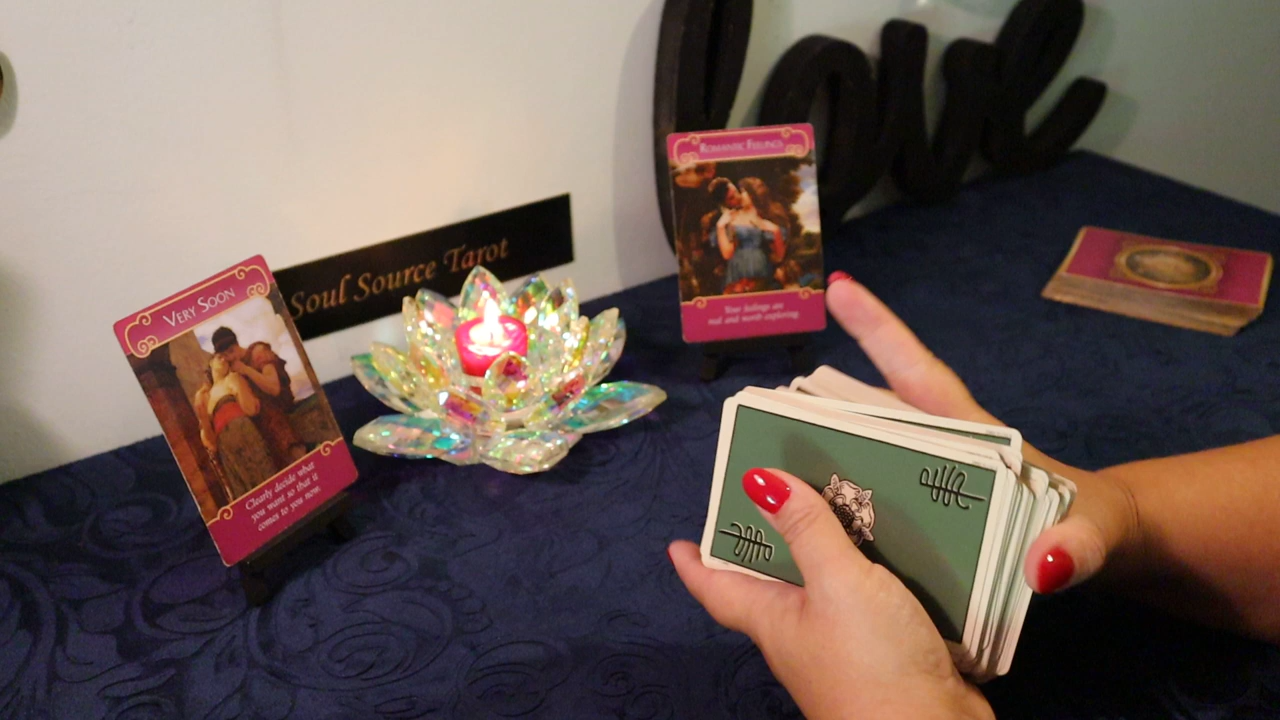 VERY SOON
Clearly decide what
you want so that it
comes to you now.
Soul Source Tarot
ROMANTIC FEELINGS
Your feelings are
real and worth exploring.
love